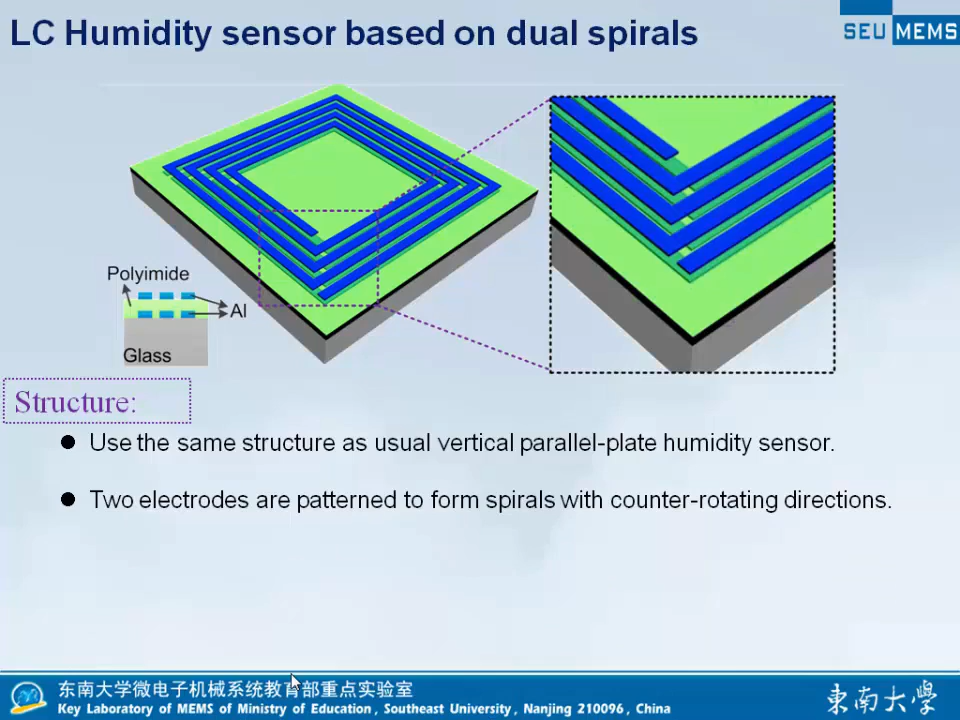 LC Humidity sensor based on dual spirals
SEU MEMS
Polyimide
Al
Glass
Structure:
● Use the same structure as usual vertical parallel-plate humidity sensor.
● Two electrodes are patterned to form spirals with counter-rotating directions.
东南大学微电子机械系统教育部重点实验室
Key Laboratory of MEMS of Ministry of Education, Southeast University, Nanjing 210096, China
東南大學